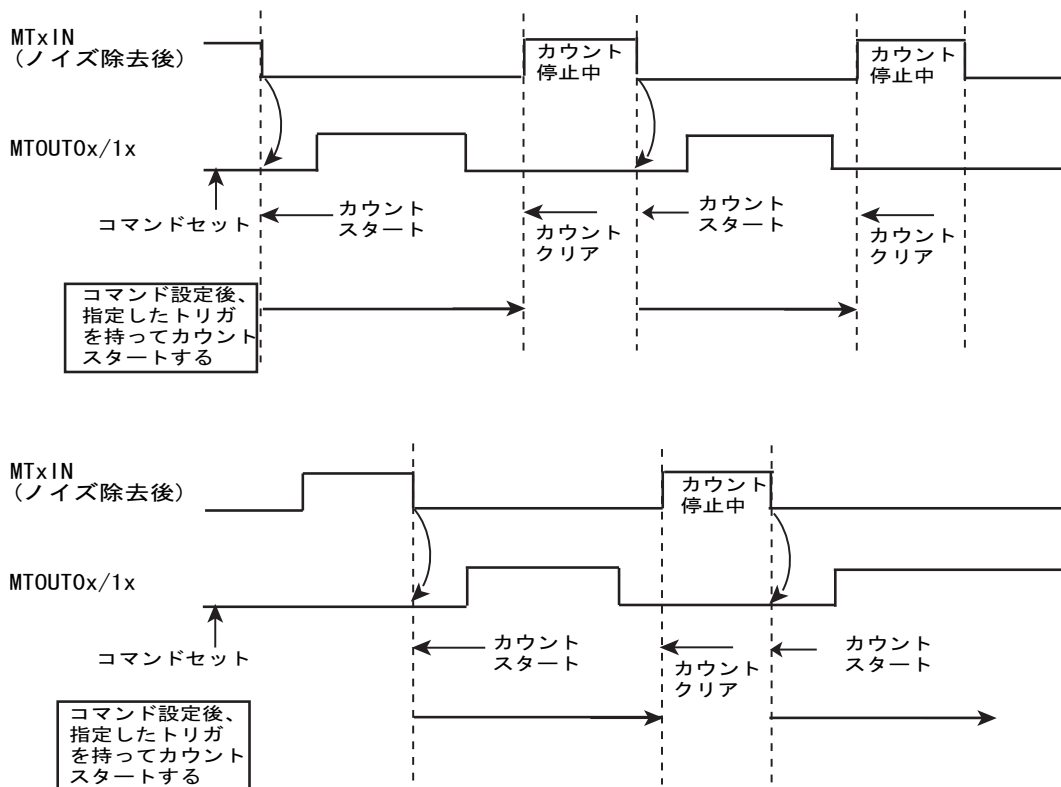 MTxIN
(ノイズ除去後)
カウント
停止中
カウント
停止中
MTOUT0x/1x
コマンドセット
カウント
スタート
カウント
クリア
カウント
スタート
カウント
クリア
コマンド設定後、
指定したトリガ
を持ってカウント
スタートする
MTxIN
(ノイズ除去後)
カウント
停止中
MTOUT0x/1x
コマンドセット
カウント
スタート
カウント
クリア
カウント
スタート
コマンド設定後、
指定したトリガ
を持ってカウント
スタートする